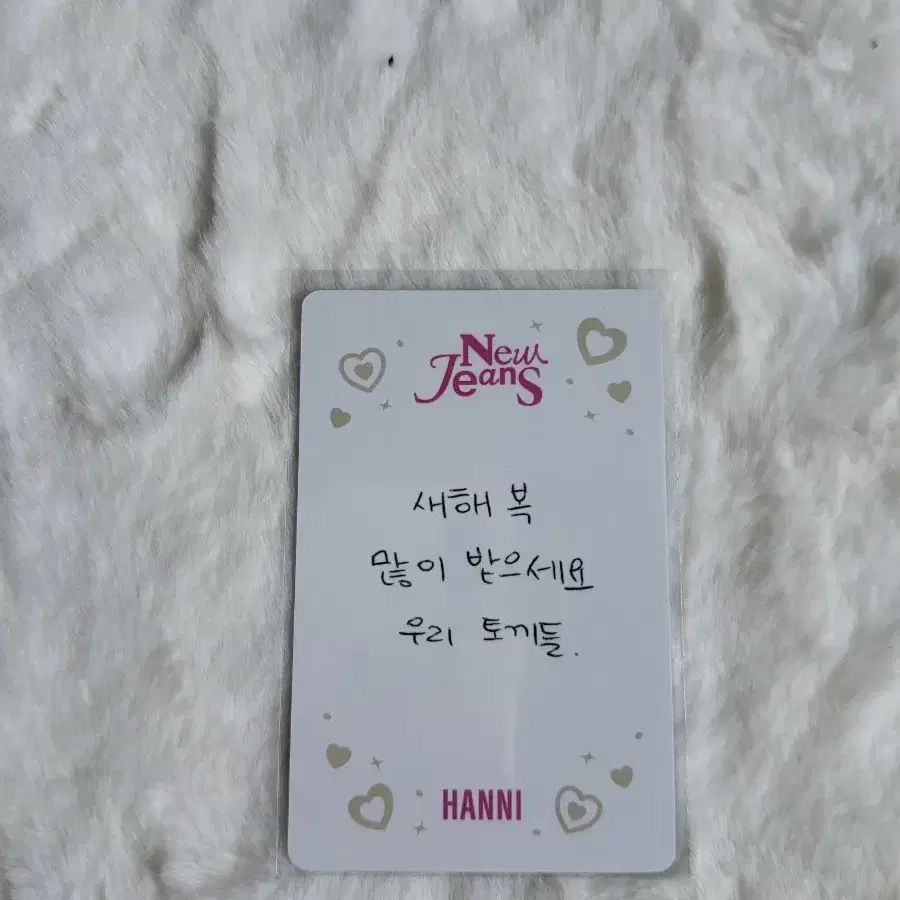 New
Jeans
새해 복
많이 받으세요
우리 토끼들.
HANNI